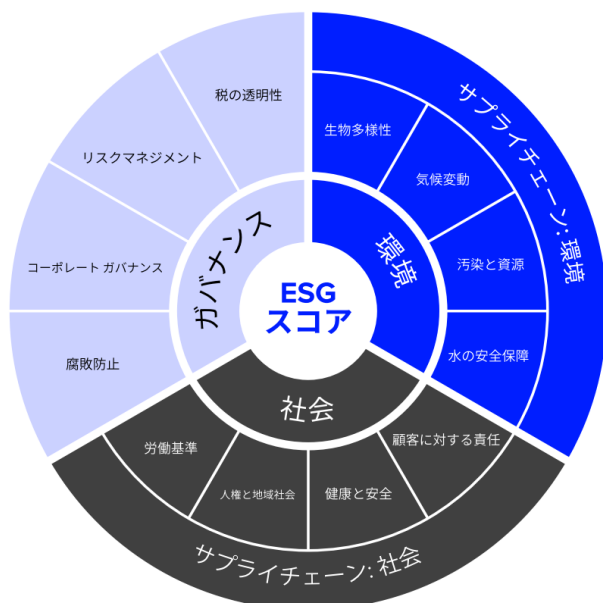 ESG
スコア
環境
生物多様性
気候変動
汚染と資源
水の安全保障
サプライチェーン: 環境
社会
顧客に対する責任
健康と安全
人権と地域社会
労働基準
サプライチェーン: 社会
ガバナンス
腐敗防止
コーポレート ガバナンス
リスクマネジメント
税の透明性